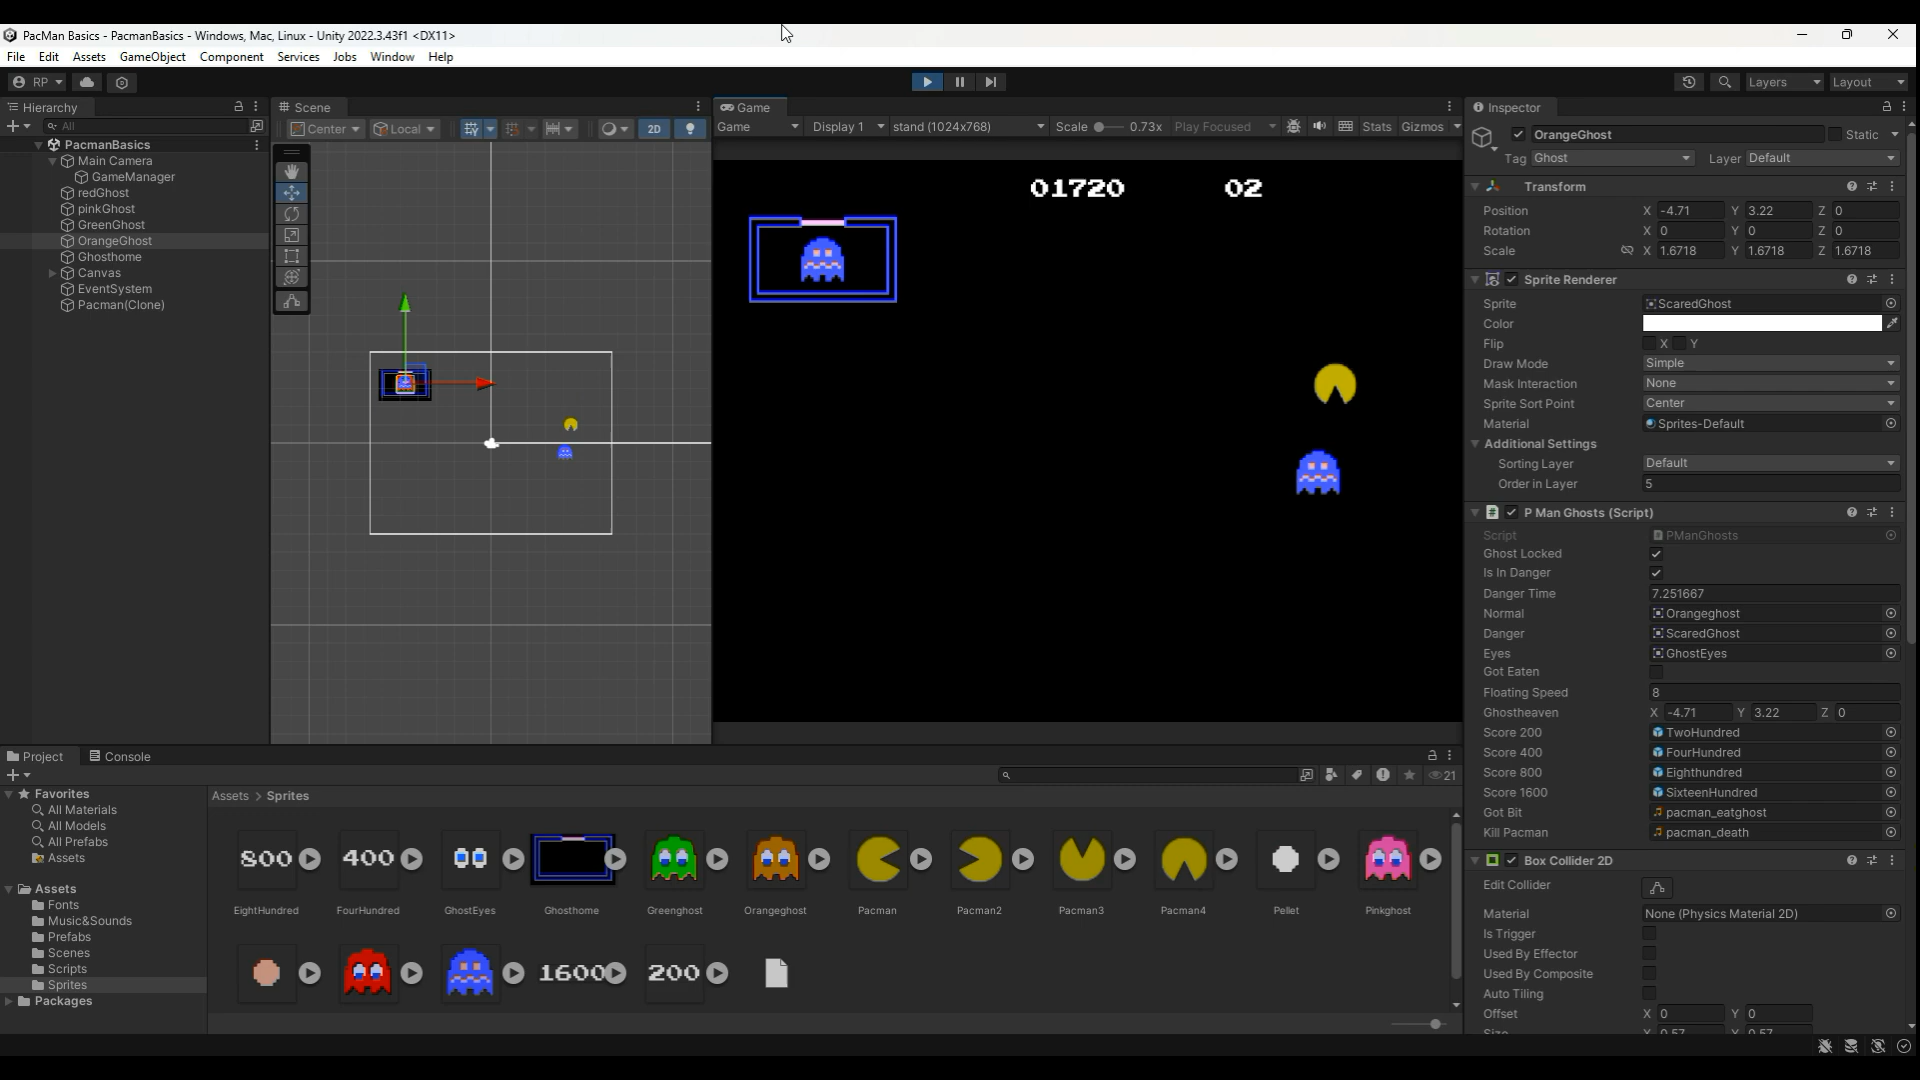 PacMan Basics - PacmanBasics - Windows, Mac, Linux - Unity 2022.3.43f1 <DX11>
File Edit Assets GameObject Component Services Jobs Window Help
RP
Layers
Layout
Hierarchy
All
PacmanBasics
Main Camera
GameManager
redGhost
pinkGhost
GreenGhost
OrangeGhost
Ghosthome
Canvas
EventSystem
Pacman(Clone)
Scene
Center
Local
2D
Game
Game Display 1 stand (1024x768) Scale 0.73x Play Focused Stats Gizmos
01720 02
Inspector
OrangeGhost Static
Tag Ghost Layer Default
Transform
Position X -4.71 Y 3.22 Z 0
Rotation X 0 Y 0 Z 0
Scale X 1.6718 Y 1.6718 Z 1.6718
Sprite Renderer
Sprite ScaredGhost
Color
Flip X Y
Draw Mode Simple
Mask Interaction None
Sprite Sort Point Center
Material Sprites-Default
Additional Settings
Sorting Layer Default
Order in Layer 5
P Man Ghosts (Script)
Script PManGhosts
Ghost Locked
Is In Danger
Danger Time 7.251667
Normal Orangeghost
Danger ScaredGhost
Eyes GhostEyes
Got Eaten
Floating Speed 8
Ghostheaven X -4.71 Y 3.22 Z 0
Score 200 TwoHundred
Score 400 FourHundred
Score 800 Eighthundred
Score 1600 SixteenHundred
Got Bit pacman_eatghost
Kill Pacman pacman_death
Box Collider 2D
Edit Collider
Material None (Physics Material 2D)
Is Trigger
Used By Effector
Used By Composite
Auto Tiling
Offset X 0 Y 0
Size X 0.57 Y 0.57
Project Console
21
Favorites
All Materials
All Models
All Prefabs
Assets
Assets
Fonts
Music&Sounds
Prefabs
Scenes
Scripts
Sprites
Packages
Assets > Sprites
800 400
EightHundred FourHundred GhostEyes Ghosthome Greenghost Orangeghost Pacman Pacman2 Pacman3 Pacman4 Pellet Pinkghost
1600 200